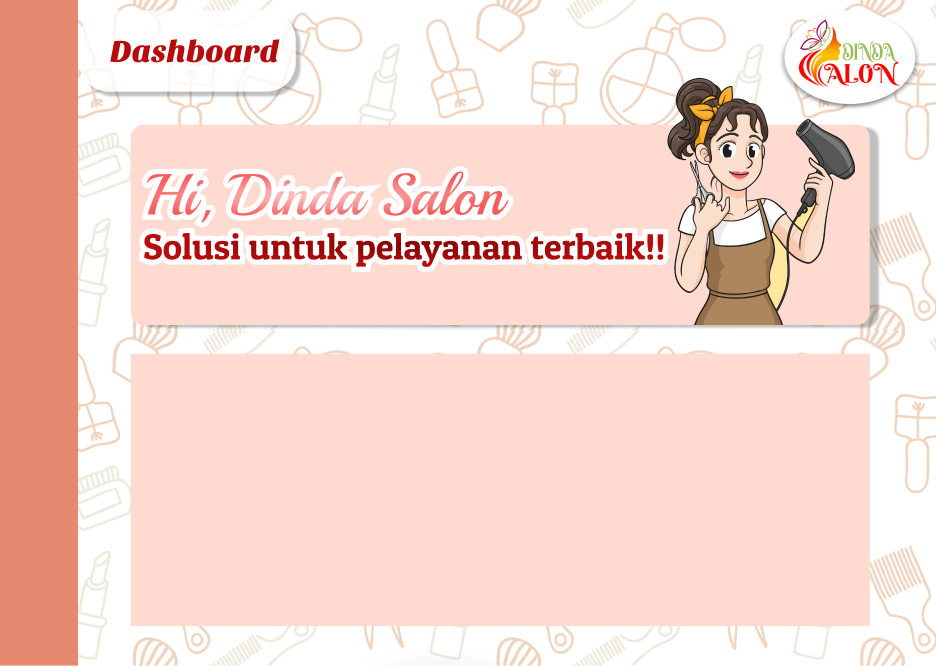 Dashboard
DINDA
SALON
Hi, Dinda Salon
Solusi untuk pelayanan terbaik!!